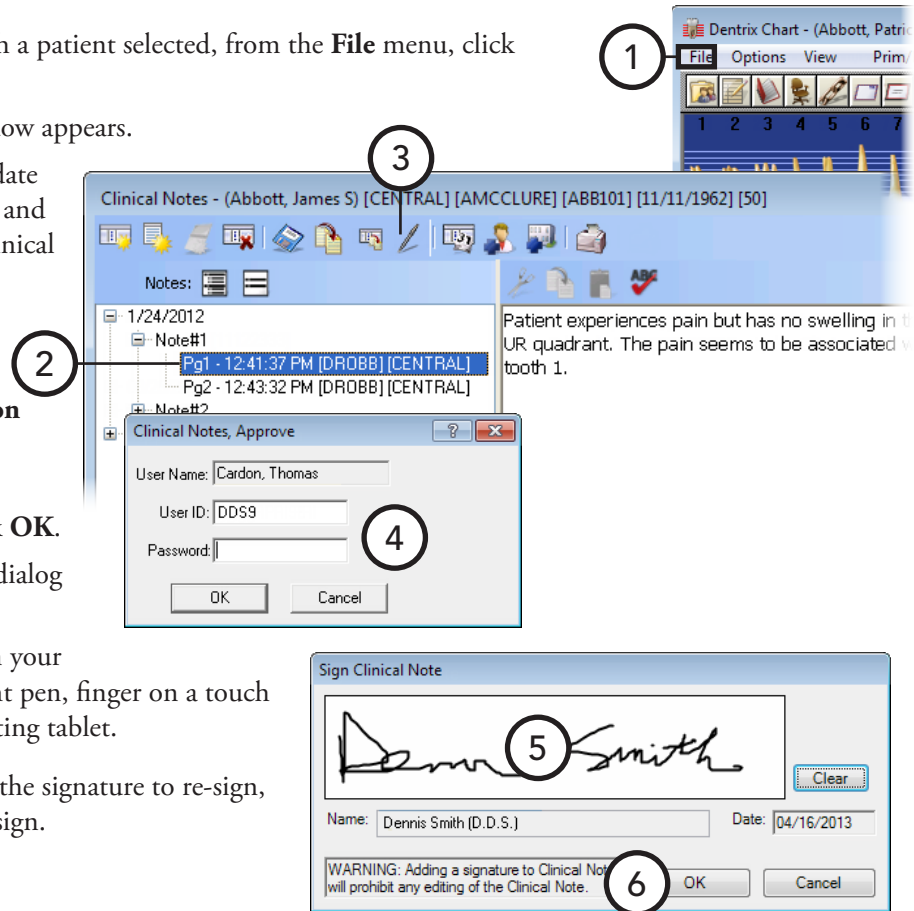 n a patient selected, from the File menu, click
ow appears.
late
and
nical
on
OK.
dialog
n your
nt pen, finger on a touch
ting tablet.
the signature to re-sign,
sign.
1
Dentrix Chart - (Abbott, Patric
File Options View Prim/
1 2 3 4 5 6 7
3
Clinical Notes - (Abbott, James S) [CENTRAL] [AMCCLURE] [ABB101] [11/11/1962] [50]
Notes:
ABC
1/24/2012
Note#1
2
Pg1 - 12:41:37 PM [DROBB] [CENTRAL]
Pg2 - 12:43:32 PM [DROBB] [CENTRAL]
Note#2
Patient experiences pain but has no swelling in t
UR quadrant. The pain seems to be associated w
tooth 1.
Clinical Notes, Approve
User Name: Cardon, Thomas
User ID: DDS9
Password:
4
OK Cancel
Sign Clinical Note
Smith
5
Clear
Name: Dennis Smith (D.D.S.) Date: 04/16/2013
WARNING: Adding a signature to Clinical Not
will prohibit any editing of the Clinical Note.
6
OK Cancel